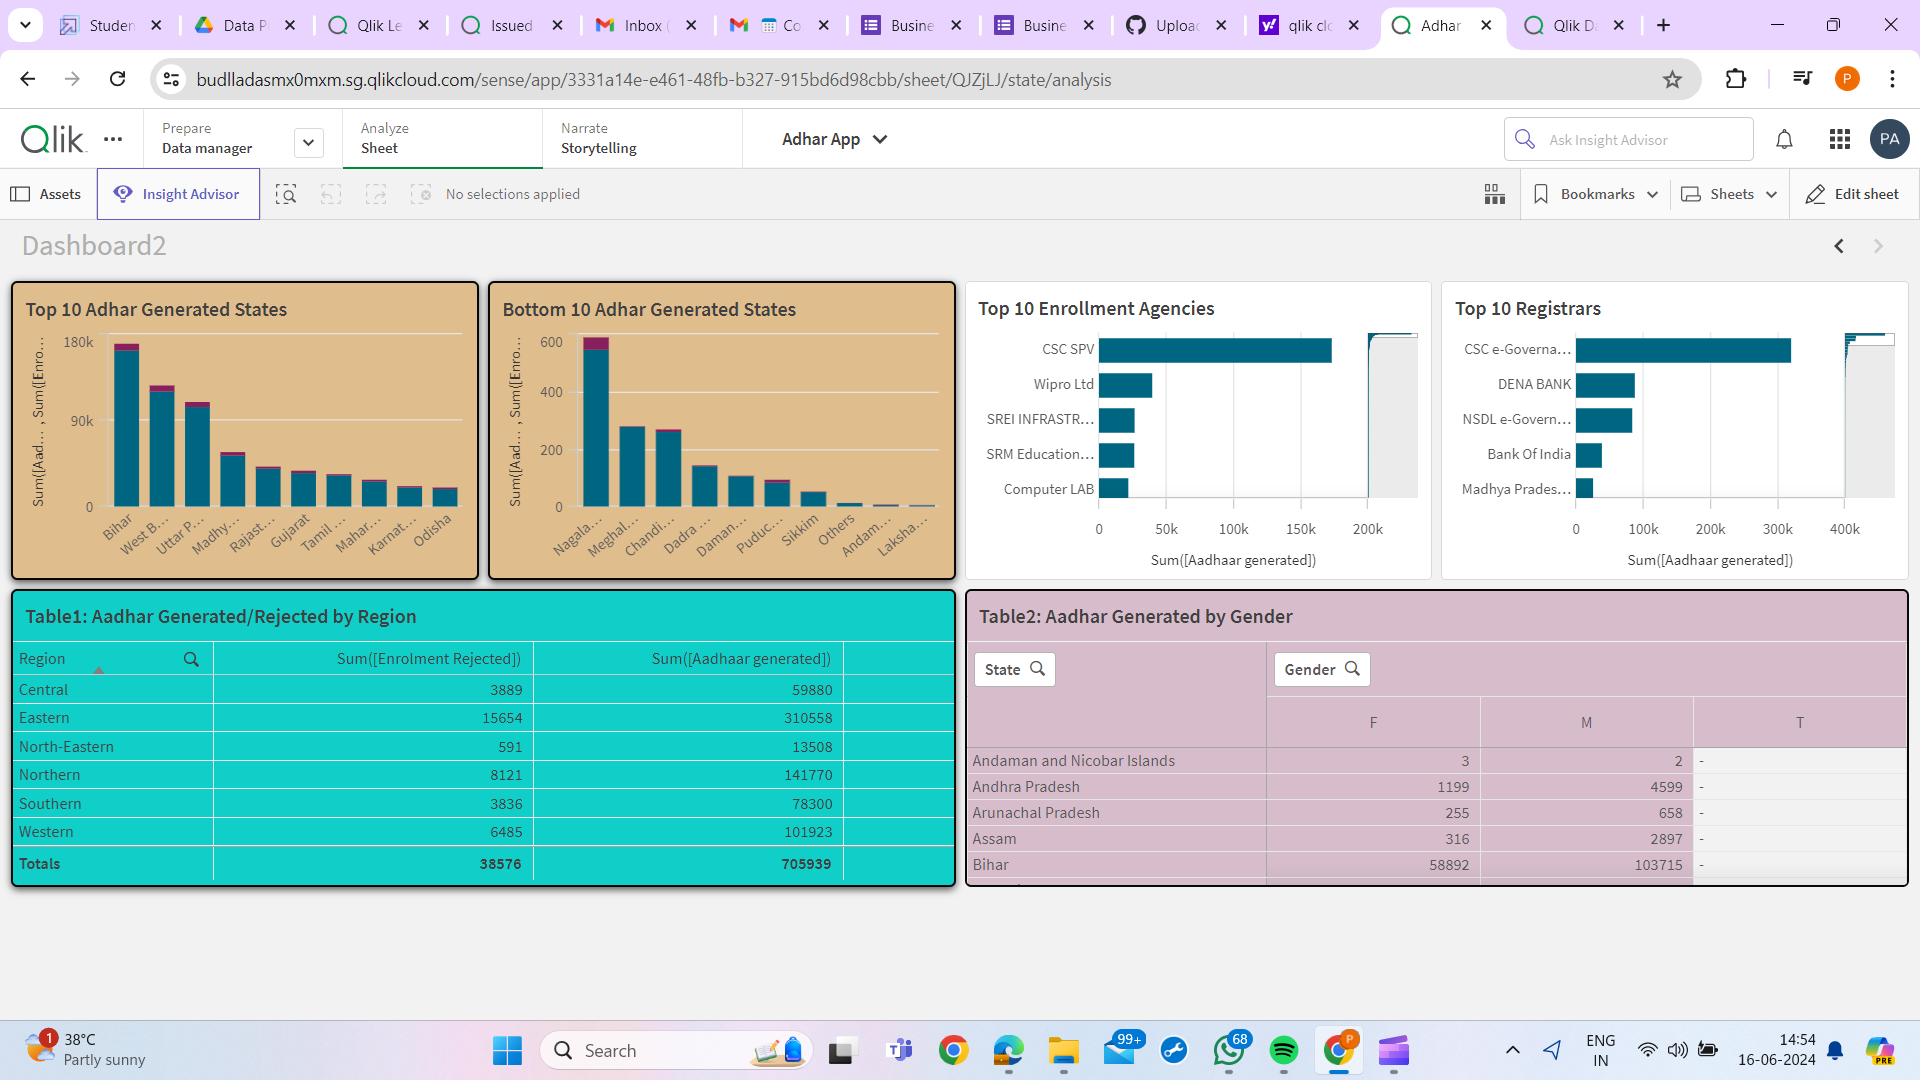 Studen
Data P
Qlik Le
Issued
Inbox (
Co
Busine
Busine
Upload
qlik clo
Adhar
Qlik Da
budlladasmx0mxm.sg.qlikcloud.com/sense/app/3331a14e-e461-48fb-b327-915bd6d98cbb/sheet/QJZjLJ/state/analysis
P
Qlik
Prepare
Data manager
Analyze
Sheet
Narrate
Storytelling
Adhar App
Ask Insight Advisor
PA
Assets
Insight Advisor
No selections applied
Bookmarks
Sheets
Edit sheet
Dashboard2
Top 10 Adhar Generated States
Sum([Aad... , Sum([Enro...
180k
90k
0
Bihar
West B...
Uttar P...
Madhy...
Rajast...
Gujarat
Tamil ...
Mahar...
Karnat...
Odisha
Bottom 10 Adhar Generated States
Sum([Aad... , Sum([Enro...
600
400
200
0
Nagala...
Meghal...
Chandi...
Dadra ...
Daman...
Puduc...
Sikkim
Others
Andam...
Laksha...
Top 10 Enrollment Agencies
CSC SPV
Wipro Ltd
SREI INFRASTR...
SRM Education...
Computer LAB
0 50k 100k 150k 200k
Sum([Aadhaar generated])
Top 10 Registrars
CSC e-Governa...
DENA BANK
NSDL e-Govern...
Bank Of India
Madhya Prades...
0 100k 200k 300k 400k
Sum([Aadhaar generated])
Table1: Aadhar Generated/Rejected by Region
Region Sum([Enrolment Rejected]) Sum([Aadhaar generated])
Central 3889 59880
Eastern 15654 310558
North-Eastern 591 13508
Northern 8121 141770
Southern 3836 78300
Western 6485 101923
Totals 38576 705939
Table2: Aadhar Generated by Gender
State Gender
F M T
Andaman and Nicobar Islands 3 2 -
Andhra Pradesh 1199 4599 -
Arunachal Pradesh 255 658 -
Assam 316 2897 -
Bihar 58892 103715 -
1
38°C
Partly sunny
Search
99+
68
P
ENG
IN
14:54
16-06-2024
PRE